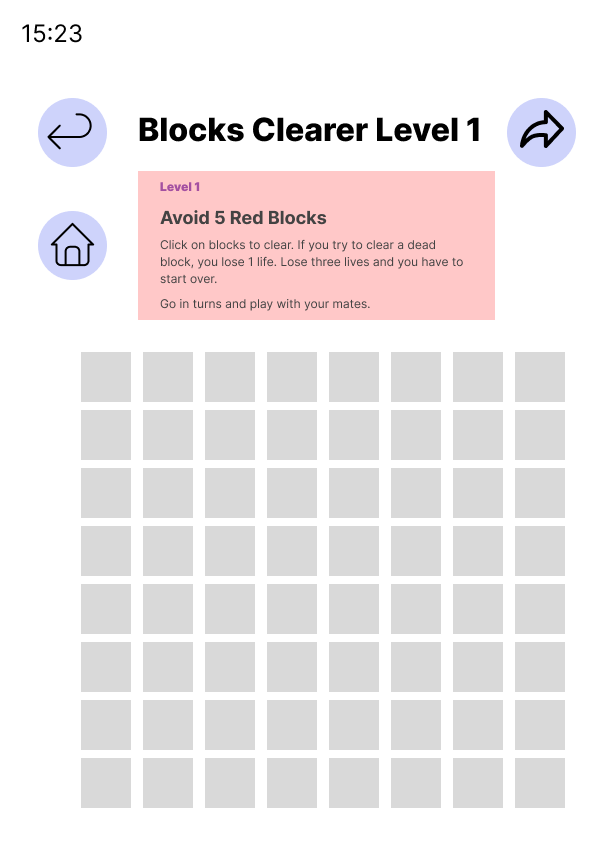 15:23
Blocks Clearer Level 1
Level 1
Avoid 5 Red Blocks
Click on blocks to clear. If you try to clear a dead
block, you lose 1 life. Lose three lives and you have to
start over.
Go in turns and play with your mates.